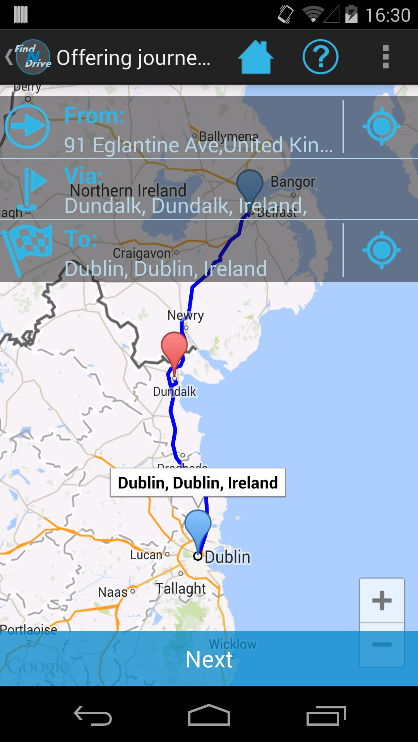 16:30
Find
N
Drive
Offering journe...
?
Derry
From:
Ballymena
91 Eglantine Ave,United Kin...
Via:
Northern Ireland
Bangor
Dundalk, Dundalk, Ireland,
Belfast
To:
Craigavon
Dublin, Dublin, Ireland
Newry
Dundalk
Drogheda
Dublin, Dublin, Ireland
Lucan
Dublin
Tallaght
Naas
+
Portlaoise
Wicklow
−
Google
Next